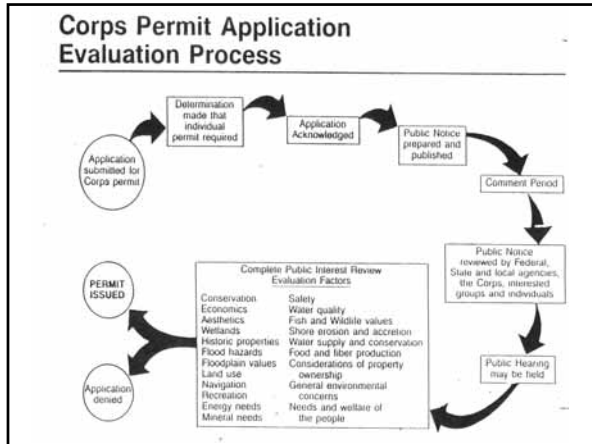 Corps Permit Application
Evaluation Process
Application
submitted for
Corps permit
Determination
made that
individual
permit required
Application
Acknowledged
Public Notice
prepared and
published
Comment Period
Public Notice
reviewed by Federal,
State and local agencies,
the Corps, interested
groups and individuals
Public Hearing
may be held
Complete Public Interest Review
Evaluation Factors
Conservation
Economics
Aesthetics
Wetlands
Historic properties
Flood hazards
Floodplain values
Land use
Navigation
Recreation
Energy needs
Mineral needs
Safety
Water quality
Fish and Wildlife values
Shore erosion and accretion
Water supply and conservation
Food and fiber production
Considerations of property
ownership
General environmental
concerns
Needs and welfare of
the people
PERMIT
ISSUED
Application
denied